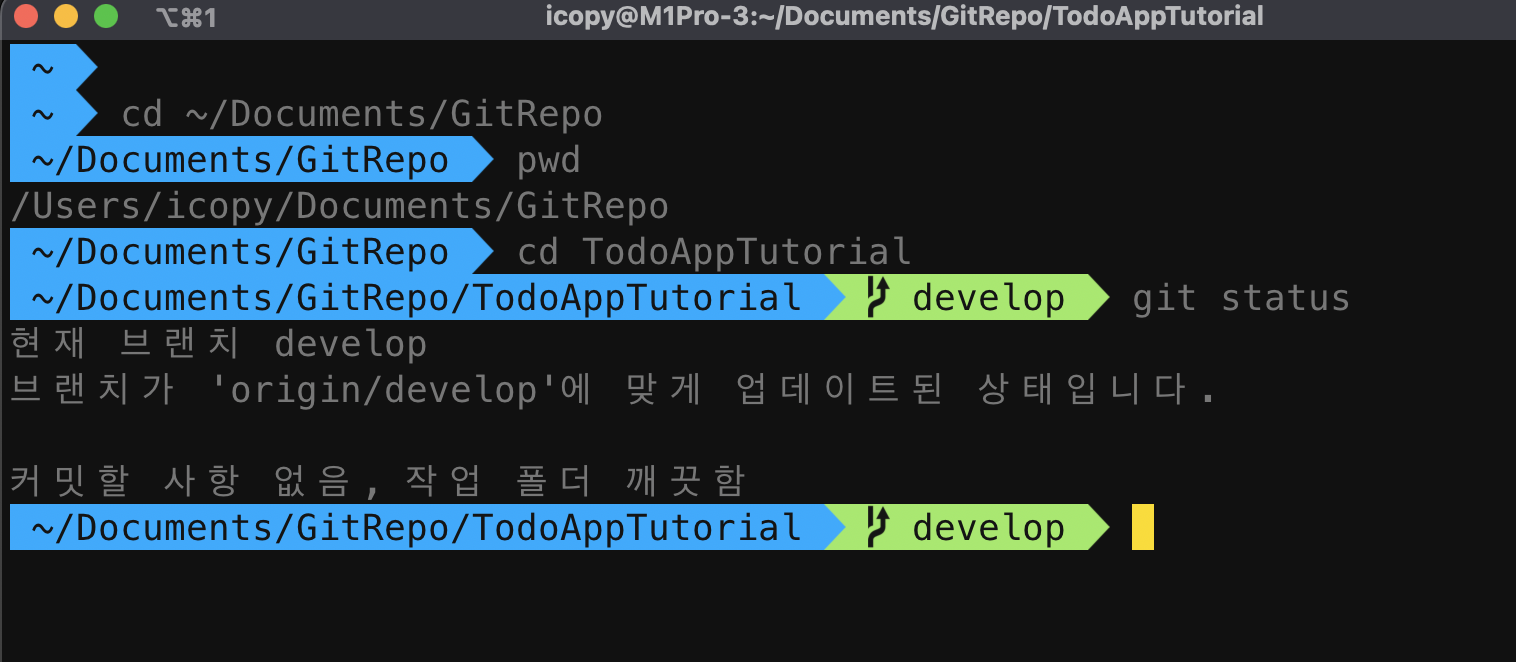 ⌥⌘1
icopy@M1Pro-3:~/Documents/GitRepo/TodoAppTutorial
~
~ cd ~/Documents/GitRepo
~/Documents/GitRepo pwd
/Users/icopy/Documents/GitRepo
~/Documents/GitRepo cd TodoAppTutorial
~/Documents/GitRepo/TodoAppTutorial develop git status
현재 브랜치 develop
브랜치가 'origin/develop'에 맞게 업데이트된 상태입니다.
커밋할 사항 없음, 작업 폴더 깨끗함
~/Documents/GitRepo/TodoAppTutorial develop